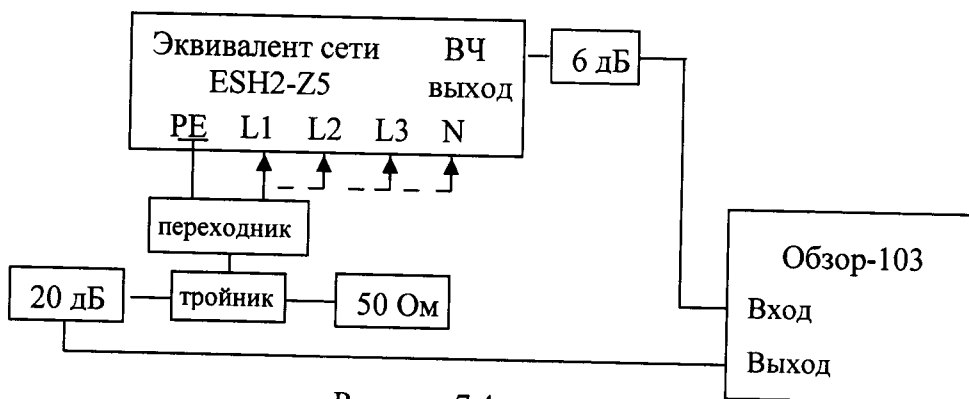 Эквивалент сети ВЧ
ESH2-Z5 выход
6 дБ
PE L1 L2 L3 N
переходник
20 дБ
тройник
50 Ом
Обзор-103
Вход
Выход